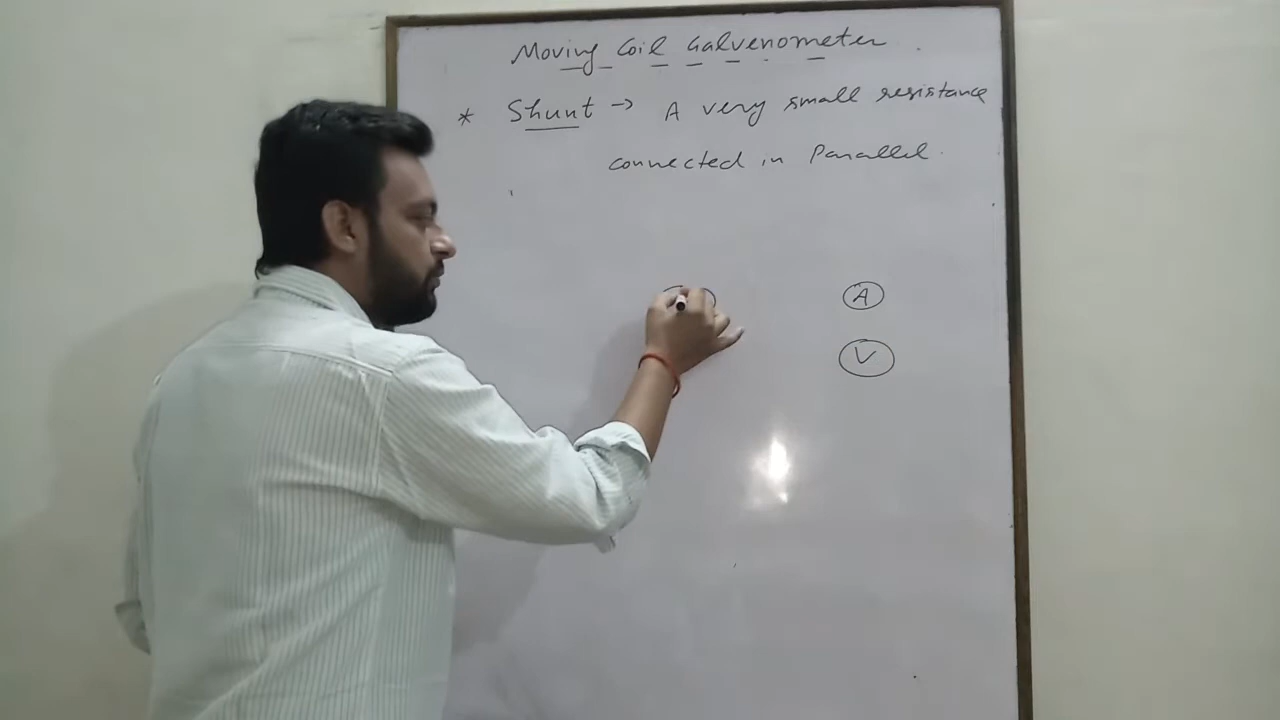 Moving Coil Galvenometer .
* Shunt -> A very small resistance
connected in Parallel.
A
V